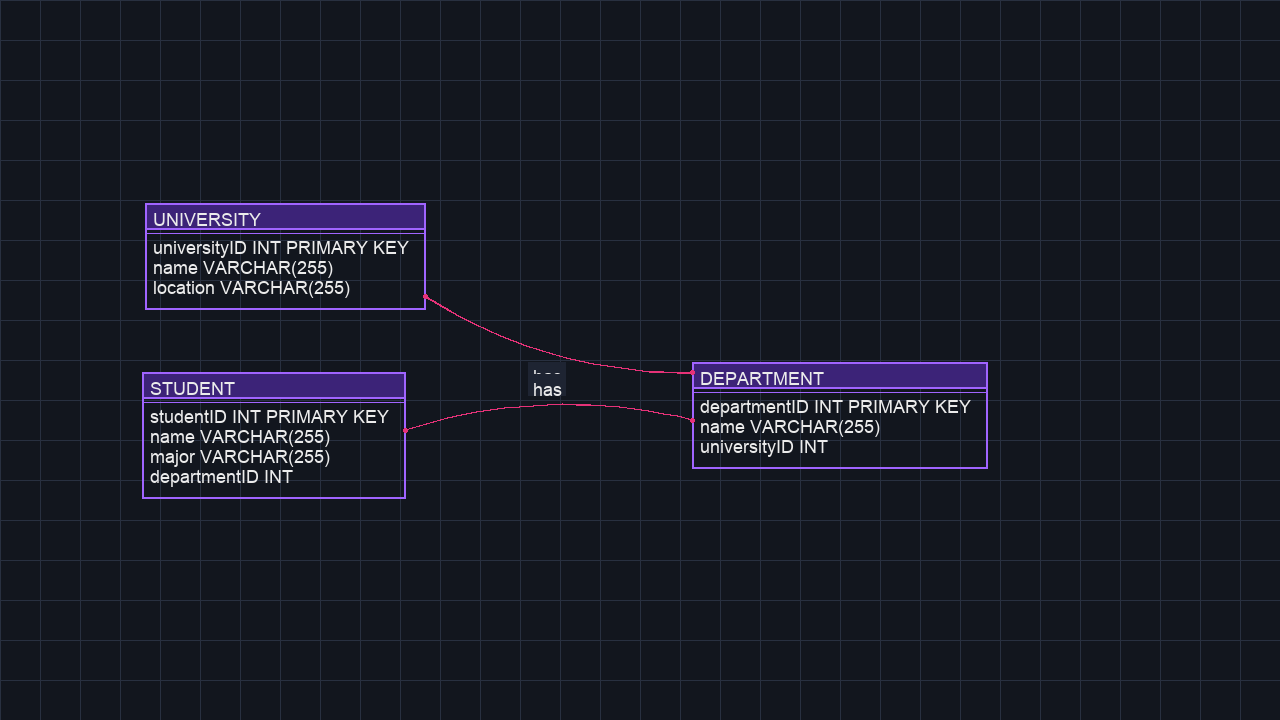 UNIVERSITY
universityID INT PRIMARY KEY
name VARCHAR(255)
location VARCHAR(255)
STUDENT
studentID INT PRIMARY KEY
name VARCHAR(255)
major VARCHAR(255)
departmentID INT
has
DEPARTMENT
departmentID INT PRIMARY KEY
name VARCHAR(255)
universityID INT